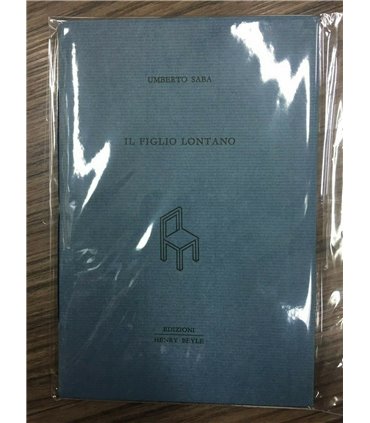 UMBERTO SABA
IL FIGLIO LONTANO
EDIZIONI
HENRY BEYLE